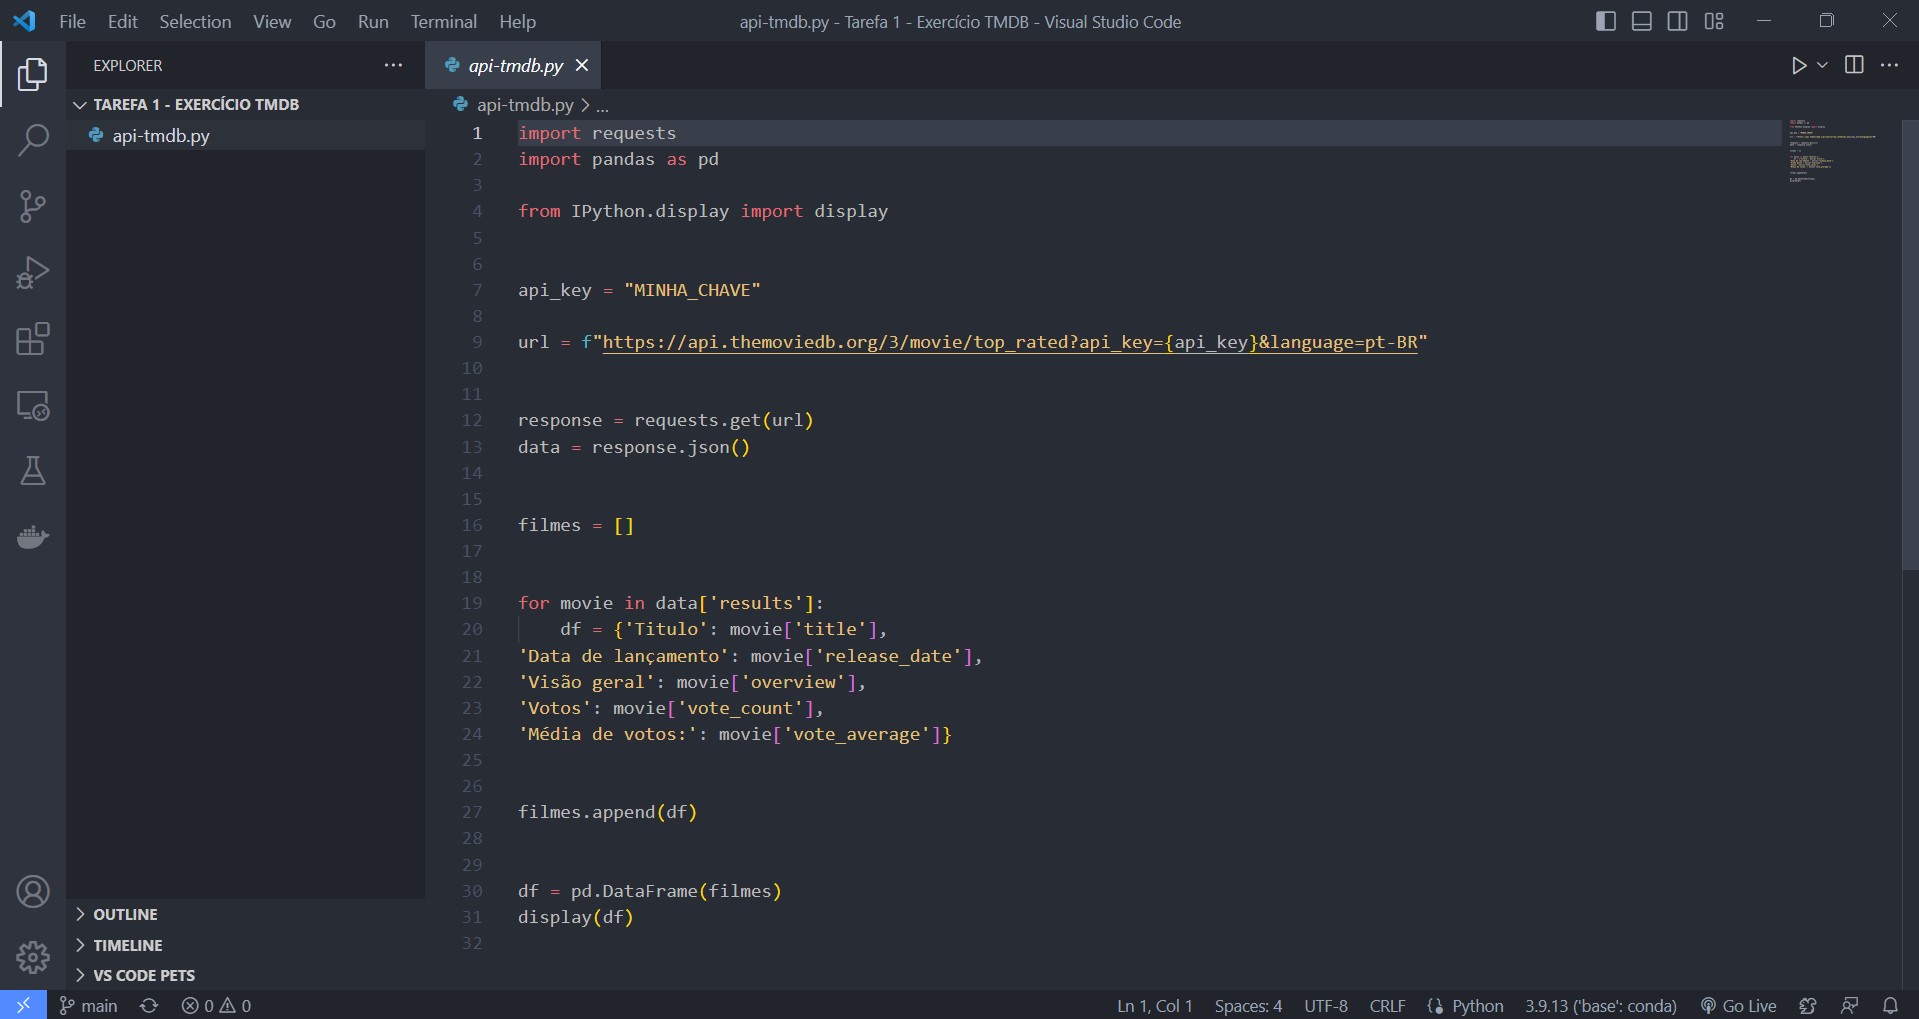 File Edit Selection View Go Run Terminal Help
api-tmdb.py - Tarefa 1 - Exercício TMDB - Visual Studio Code
EXPLORER
TAREFA 1 - EXERCÍCIO TMDB
api-tmdb.py
OUTLINE
TIMELINE
VS CODE PETS
api-tmdb.py
api-tmdb.py > ...
1 import requests
2 import pandas as pd
3
4 from IPython.display import display
5
6
7 api_key = "MINHA_CHAVE"
8
9 url = f"https://api.themoviedb.org/3/movie/top_rated?api_key={api_key}&language=pt-BR"
10
11
12 response = requests.get(url)
13 data = response.json()
14
15
16 filmes = []
17
18
19 for movie in data['results']:
20     df = {'Titulo': movie['title'],
21 'Data de lançamento': movie['release_date'],
22 'Visão geral': movie['overview'],
23 'Votos': movie['vote_count'],
24 'Média de votos:': movie['vote_average']}
25
26
27 filmes.append(df)
28
29
30 df = pd.DataFrame(filmes)
31 display(df)
32
main 0 0 Ln 1, Col 1 Spaces: 4 UTF-8 CRLF Python 3.9.13 ('base': conda) Go Live